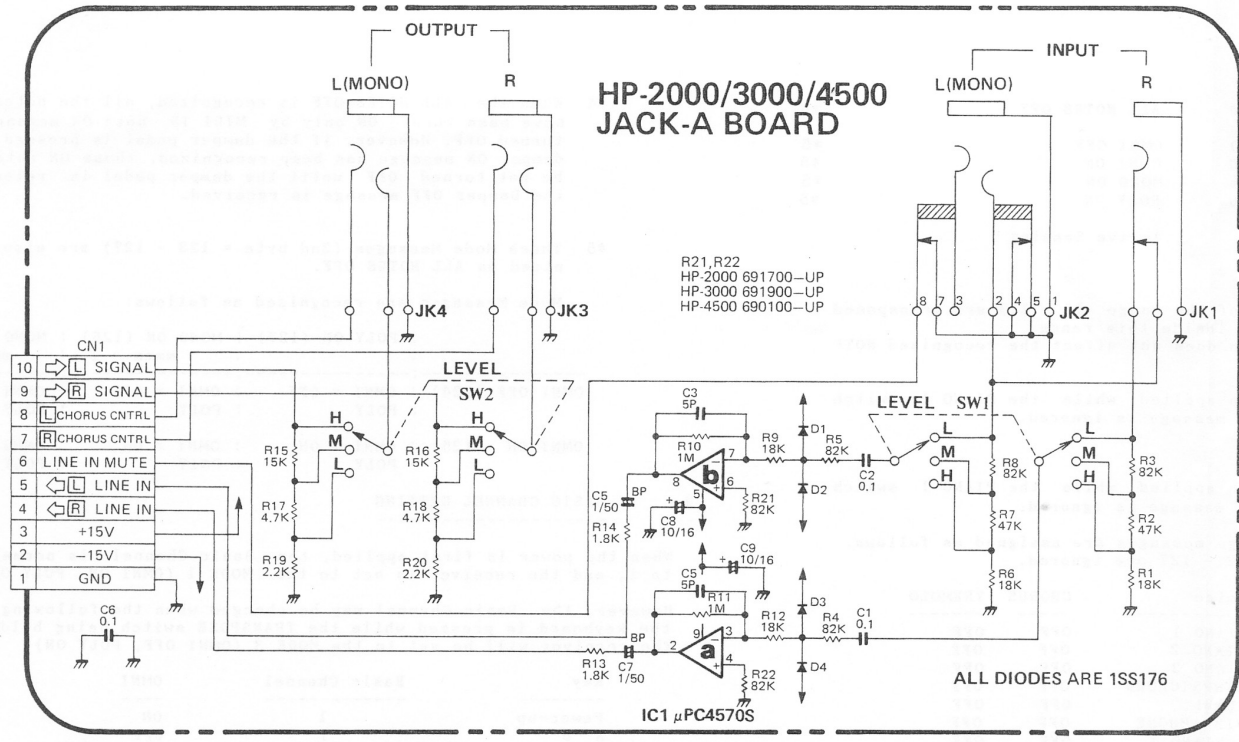 OUTPUT
L(MONO)
R
INPUT
L(MONO)
R
HP-2000/3000/4500
JACK-A BOARD
R21,R22
HP-2000 691700–UP
HP-3000 691900–UP
HP-4500 690100–UP
JK4
JK3
8 7 3 2 4 5 1
JK2
JK1
CN1
10 L SIGNAL
9 R SIGNAL
8 L CHORUS CNTRL
7 R CHORUS CNTRL
6 LINE IN MUTE
5 L LINE IN
4 R LINE IN
3 +15V
2 –15V
1 GND
LEVEL
SW2
H
M
L
H
M
L
R15
15K
R16
15K
R17
4.7K
R18
4.7K
R19
2.2K
R20
2.2K
C6
0.1
C3
5P
R10
1M
R9
18K
D1
R5
82K
C2
0.1
D2
b
8
7
6
5
–
+
C5
1/50
BP
R14
1.8K
C8
10/16
+
R21
82K
LEVEL SW1
L
M
H
L
M
H
R8
82K
R3
82K
R7
47K
R2
47K
R6
18K
R1
18K
C9
10/16
+
C5
5P
R11
1M
R12
18K
D3
R4
82K
C1
0.1
D4
a
2
9
3
4
–
+
R13
1.8K
BP
C7
1/50
R22
82K
IC1 μPC4570S
ALL DIODES ARE 1SS176